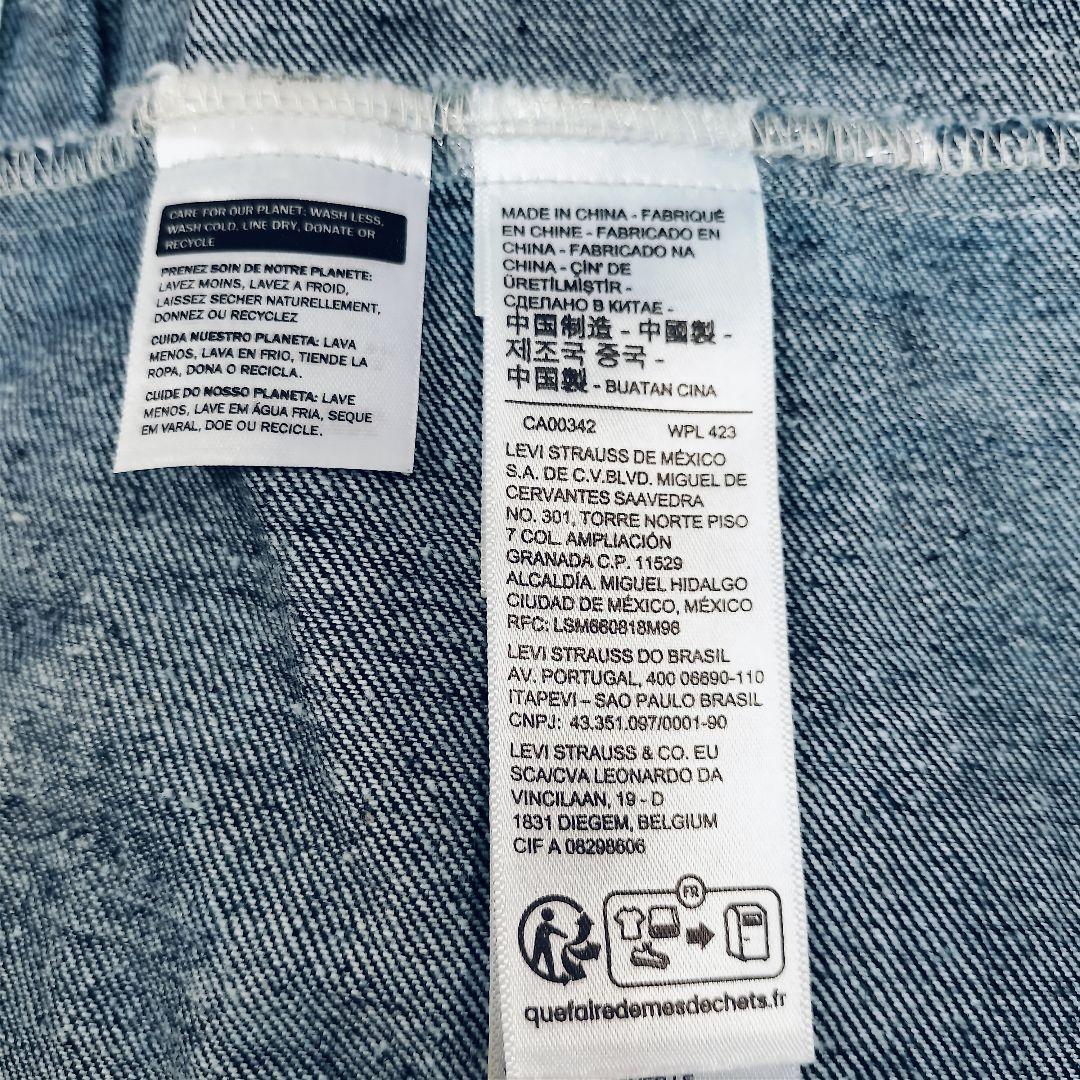 CARE FOR OUR PLANET: WASH LESS,
WASH COLD, LINE DRY, DONATE OR
RECYCLE
PRENEZ SOIN DE NOTRE PLANETE:
LAVEZ MOINS, LAVEZ A FROID,
LAISSEZ SECHER NATURELLEMENT,
DONNEZ OU RECYCLEZ
CUIDA NUESTRO PLANETA: LAVA
MENOS, LAVA EN FRIO, TIENDE LA
ROPA, DONA O RECICLA.
CUIDE DO NOSSO PLANETA: LAVE
MENOS, LAVE EM ÁGUA FRIA, SEQUE
EM VARAL, DOE OU RECICLE.
MADE IN CHINA - FABRIQUÉ
EN CHINE - FABRICADO EN
CHINA - FABRICADO NA
CHINA - ÇİN' DE
ÜRETİLMİŞTİR -
СДЕЛАНО В КИТАЕ -
中国制造 - 中國製 -
제조국 중국 -
中国製 - BUATAN CINA
CA00342 WPL 423
LEVI STRAUSS DE MÉXICO
S.A. DE C.V.BLVD. MIGUEL DE
CERVANTES SAAVEDRA
NO. 301, TORRE NORTE PISO
7 COL. AMPLIACIÓN
GRANADA C.P. 11529
ALCALDÍA. MIGUEL HIDALGO
CIUDAD DE MÉXICO, MÉXICO
RFC: LSM660818M96
LEVI STRAUSS DO BRASIL
AV. PORTUGAL, 400 06690-110
ITAPEVI – SAO PAULO BRASIL
CNPJ: 43.351.097/0001-90
LEVI STRAUSS & CO. EU
SCA/CVA LEONARDO DA
VINCILAAN, 19 - D
1831 DIEGEM, BELGIUM
CIF A 08298606
FR
quefairedemesdechets.fr